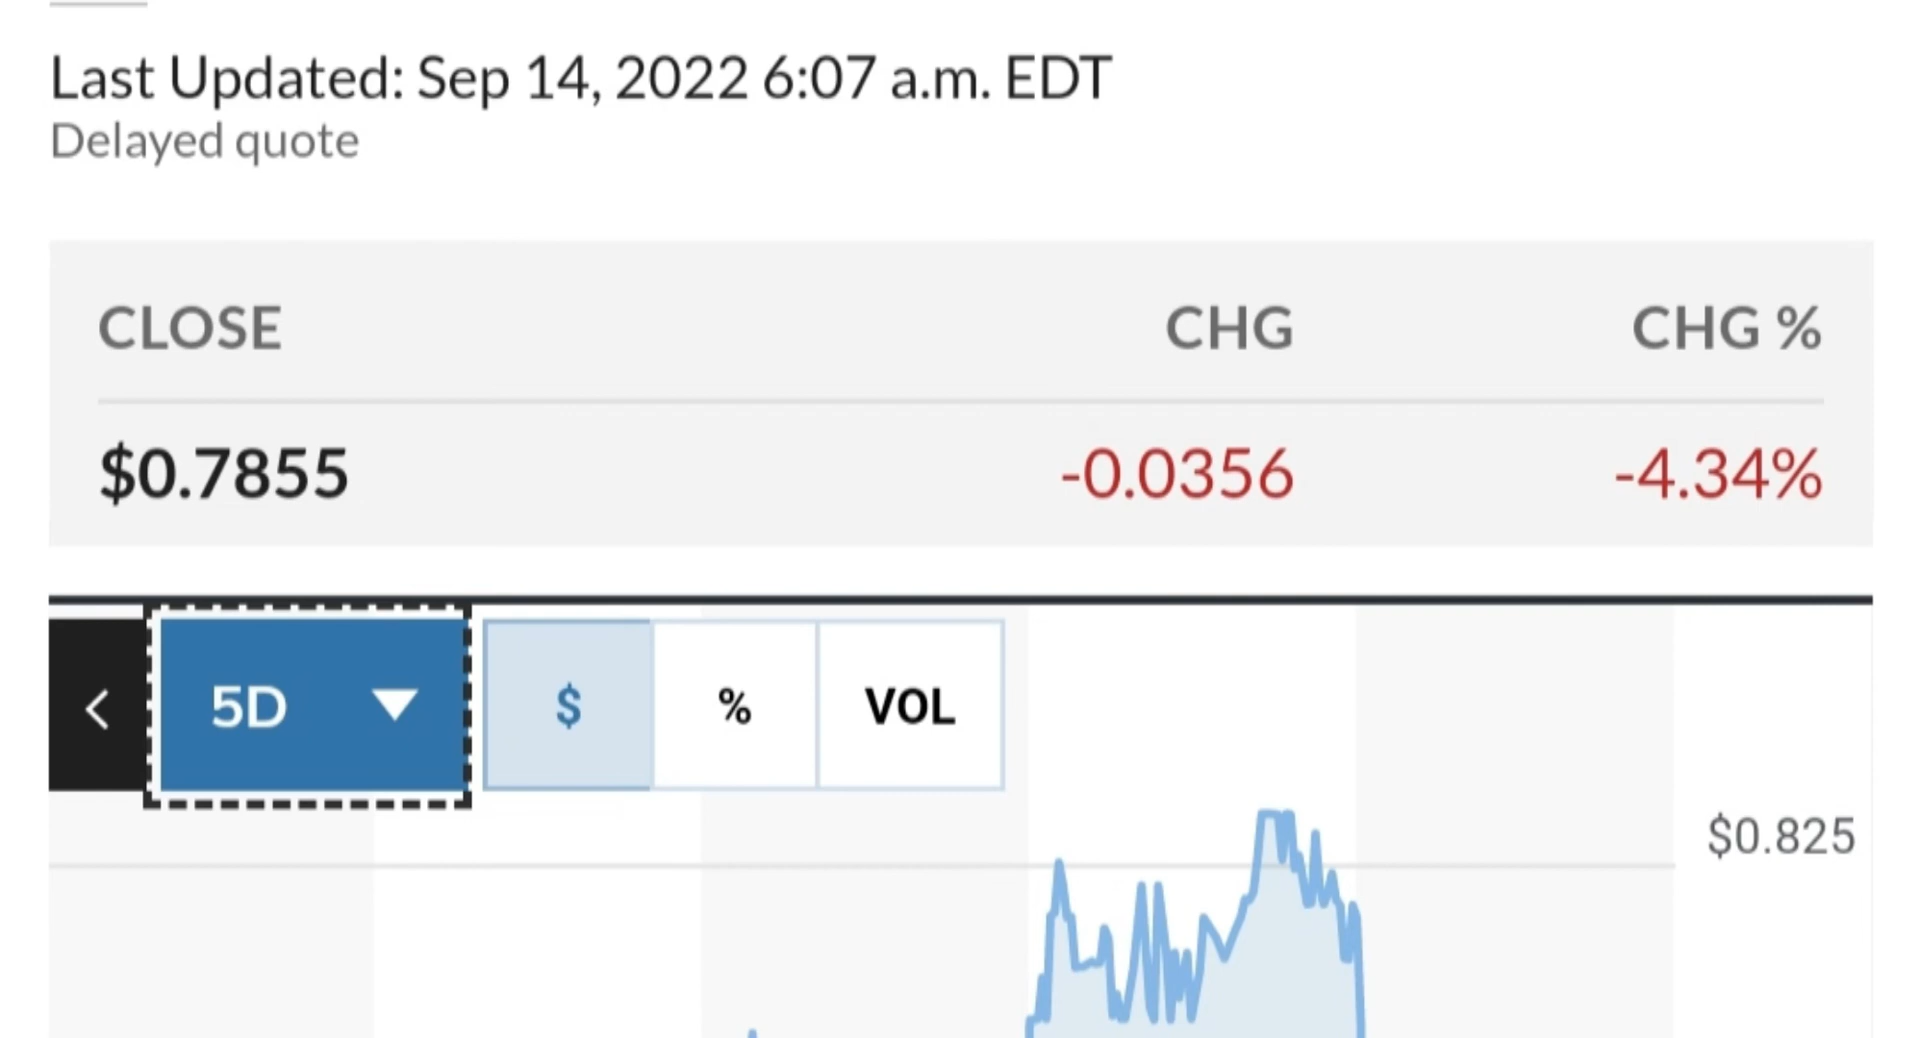 Last Updated: Sep 14, 2022 6:07 a.m. EDT
Delayed quote
CLOSE CHG CHG %
$0.7855 -0.0356 -4.34%
5D $ % VOL
$0.825